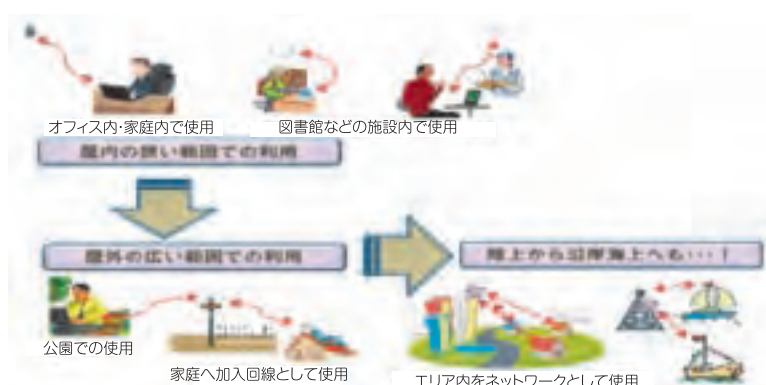 オフィス内・家庭内で使用
図書館などの施設内で使用
屋内の狭い範囲での利用
屋外の広い範囲での利用
陸上から沿岸海上へも・・・！
公園での使用
家庭へ加入回線として使用
エリア内をネットワークとして使用